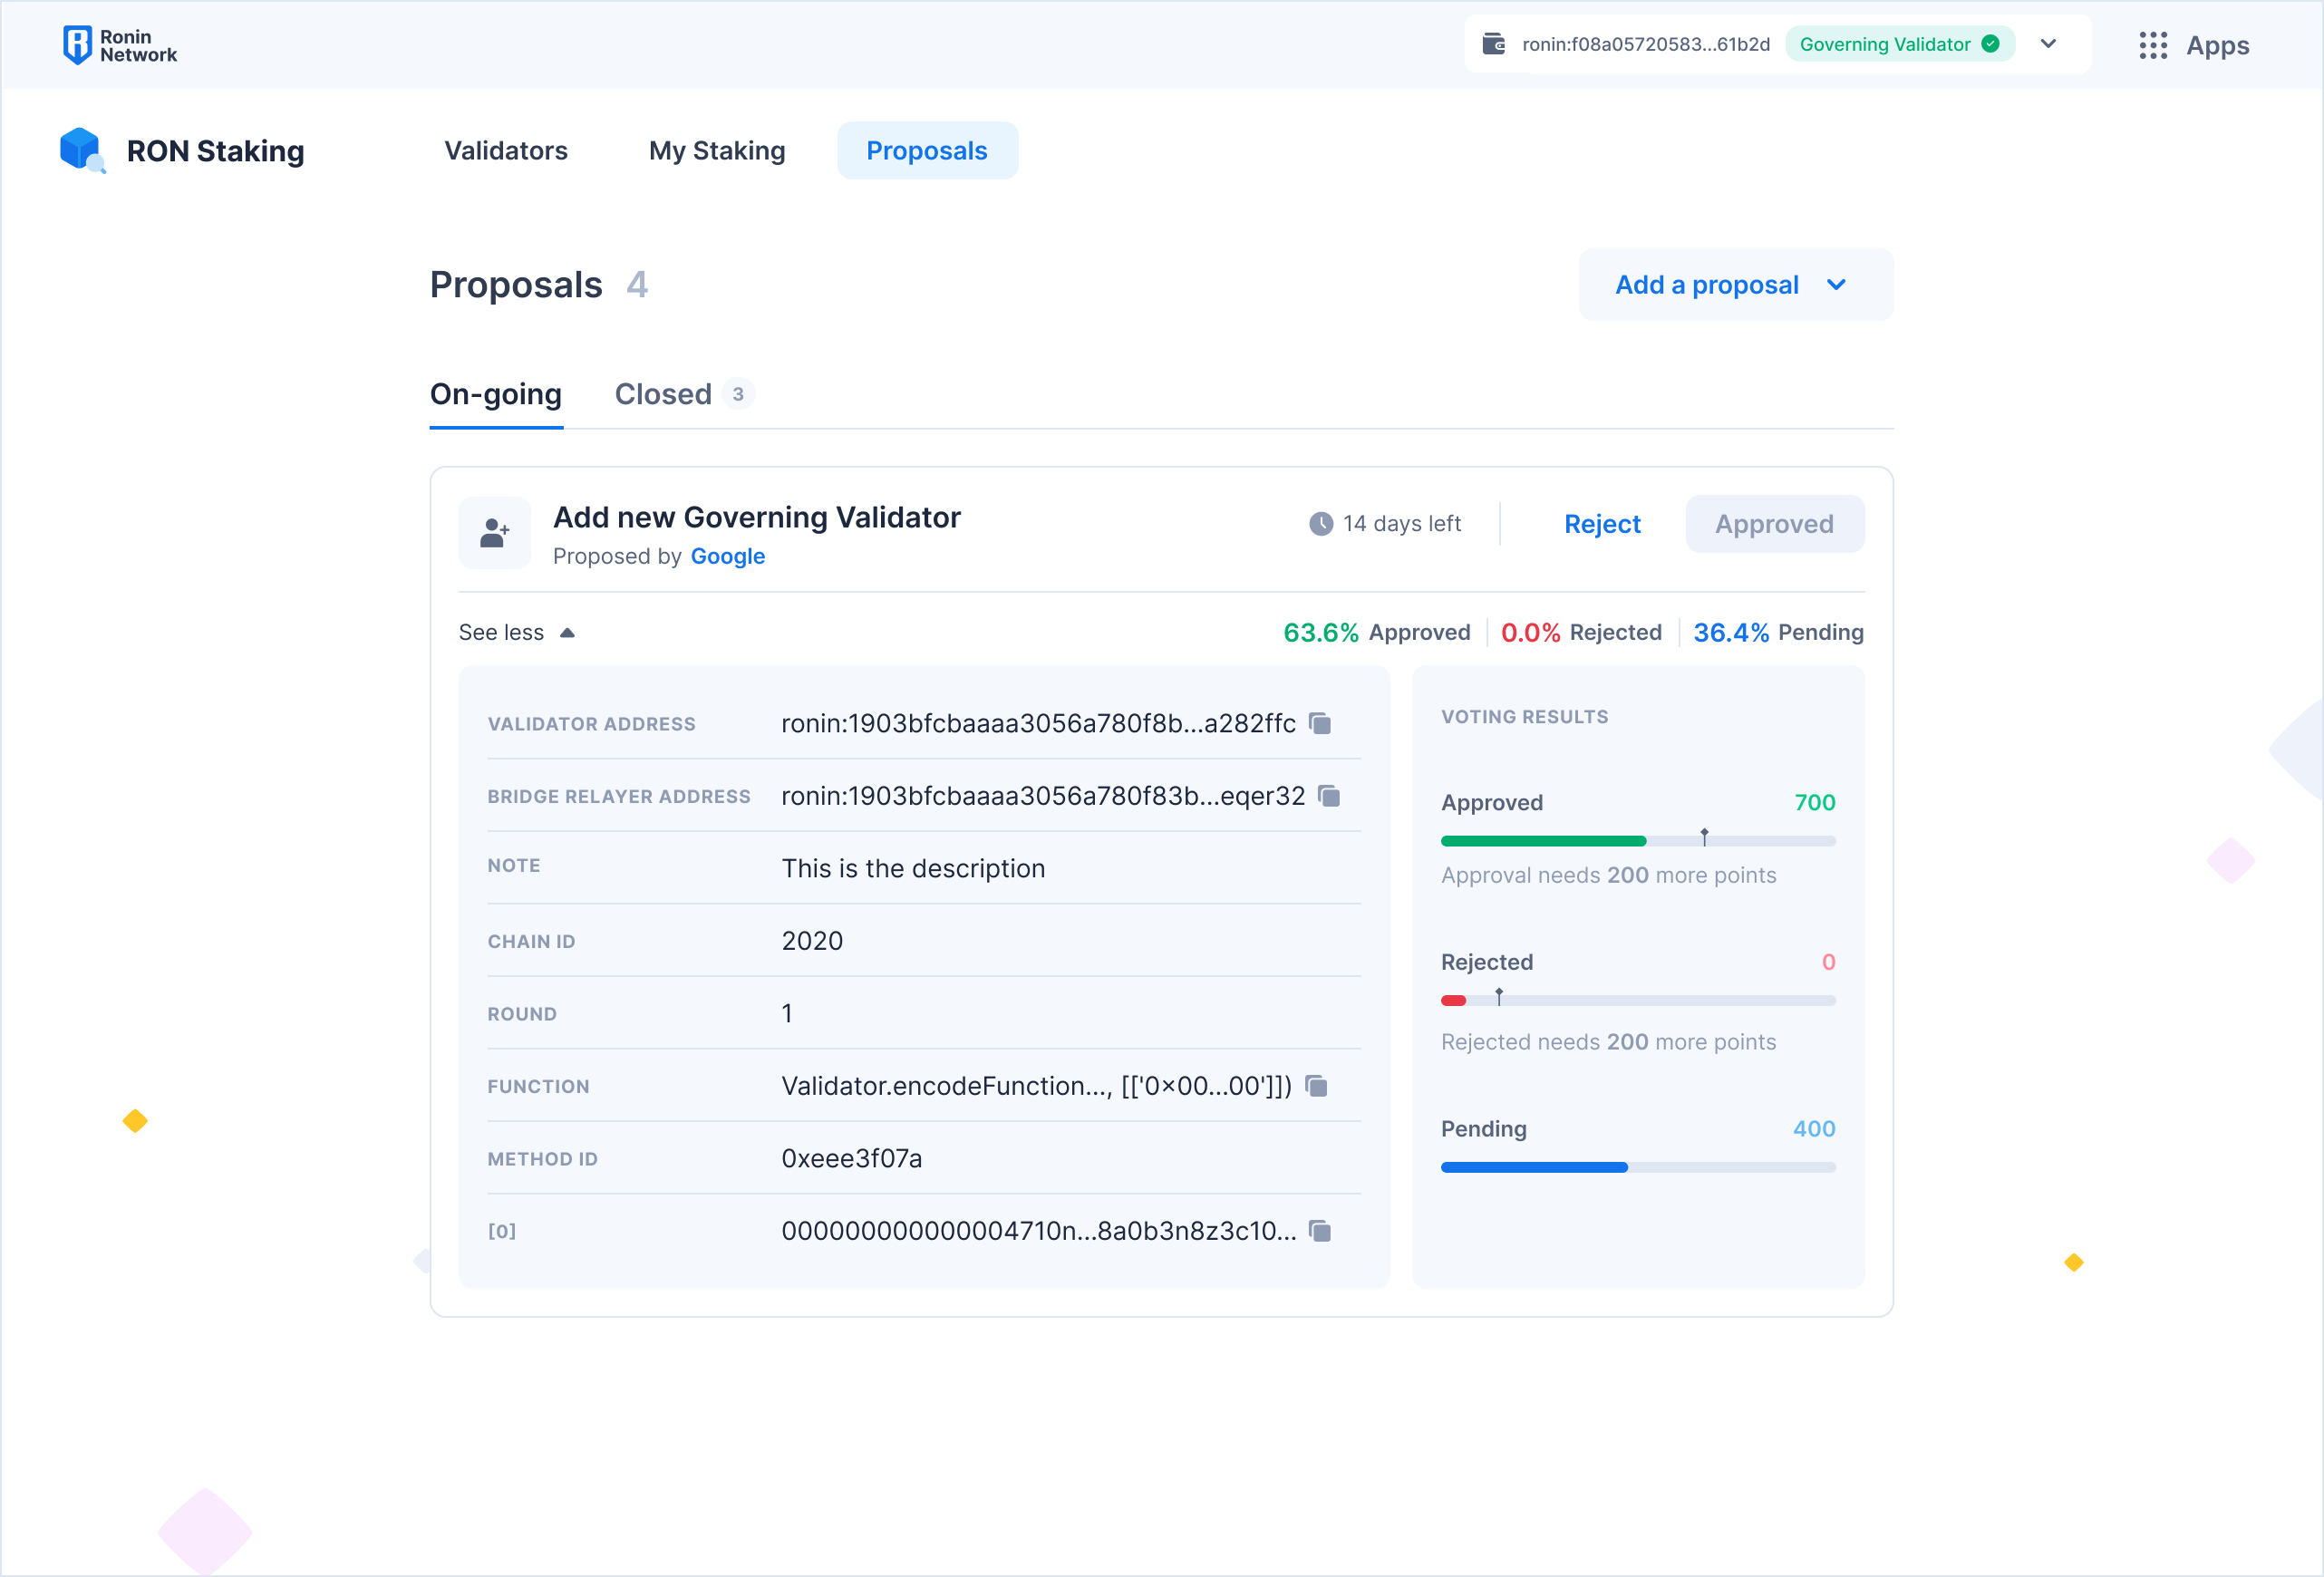 Ronin
Network
ronin:f08a05720583...61b2d
Governing Validator
Apps
RON Staking
Validators
My Staking
Proposals
Proposals 4
Add a proposal
On-going
Closed 3
Add new Governing Validator
Proposed by Google
14 days left
Reject
Approved
See less
63.6% Approved
0.0% Rejected
36.4% Pending
VALIDATOR ADDRESS
ronin:1903bfcbaaaa3056a780f8b...a282ffc
BRIDGE RELAYER ADDRESS
ronin:1903bfcbaaaa3056a780f83b...eqer32
NOTE
This is the description
CHAIN ID
2020
ROUND
1
FUNCTION
Validator.encodeFunction..., [['0×00...00']])
METHOD ID
0xeee3f07a
[0]
000000000000004710n...8a0b3n8z3c10...
VOTING RESULTS
Approved 700
Approval needs 200 more points
Rejected 0
Rejected needs 200 more points
Pending 400